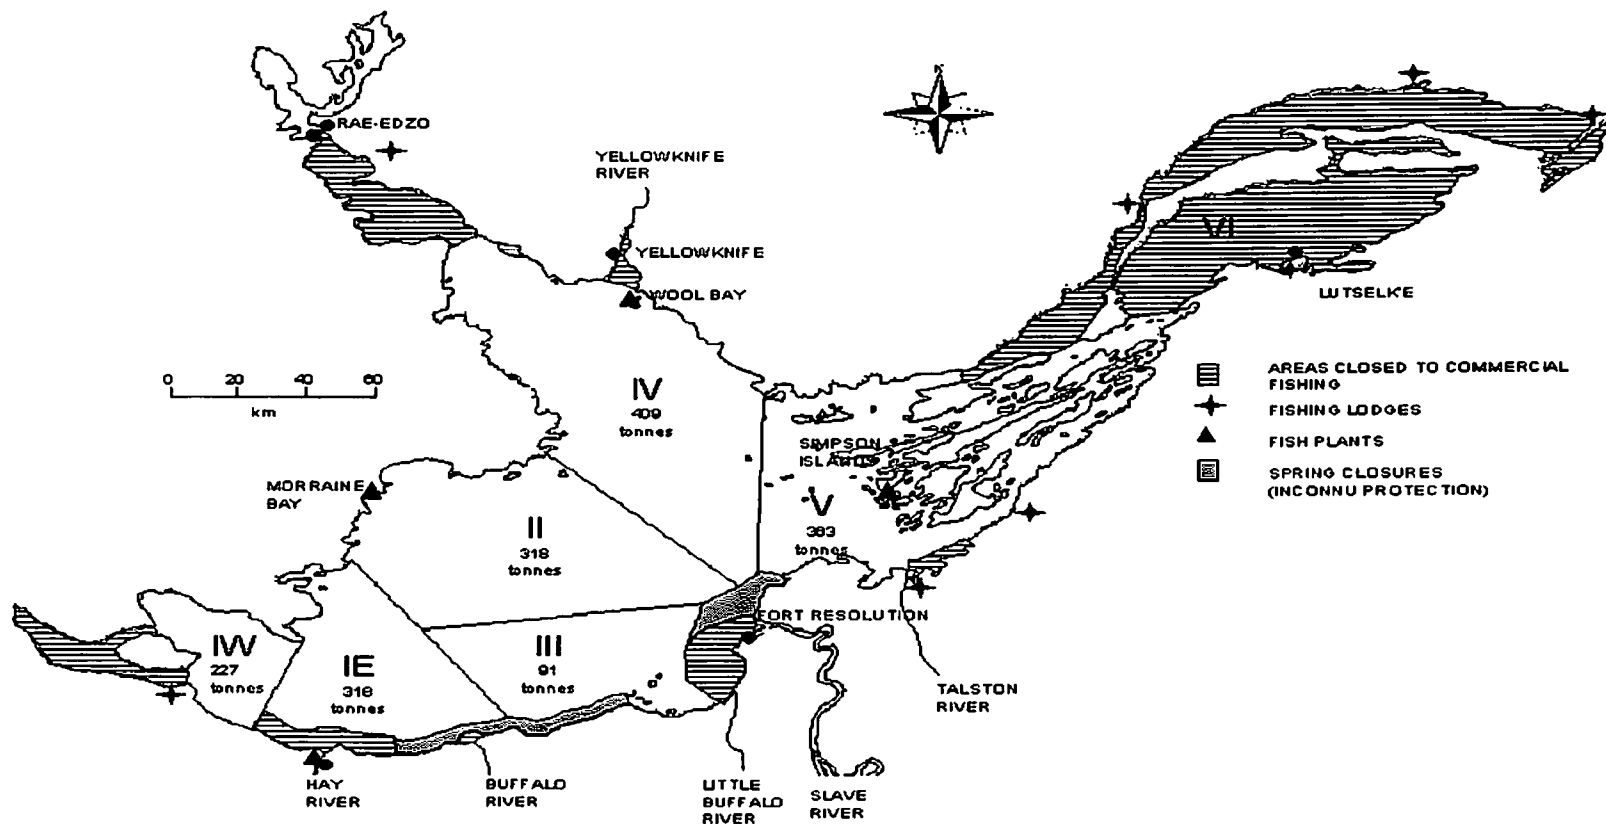 N
RAE-EDZO
YELLOWKNIFE
RIVER
YELLOWKNIFE
WOOL BAY
VI
LUTSELK'E
0 20 40 60
km
IV
409
tonnes
AREAS CLOSED TO COMMERCIAL
FISHING
FISHING LODGES
FISH PLANTS
SPRING CLOSURES
(INCONNU PROTECTION)
SIMPSON
ISLANDS
MORRAINE
BAY
V
383
tonnes
II
318
tonnes
FORT RESOLUTION
IW
227
tonnes
IE
318
tonnes
III
91
tonnes
TALSTON
RIVER
HAY
RIVER
BUFFALO
RIVER
LITTLE
BUFFALO
RIVER
SLAVE
RIVER